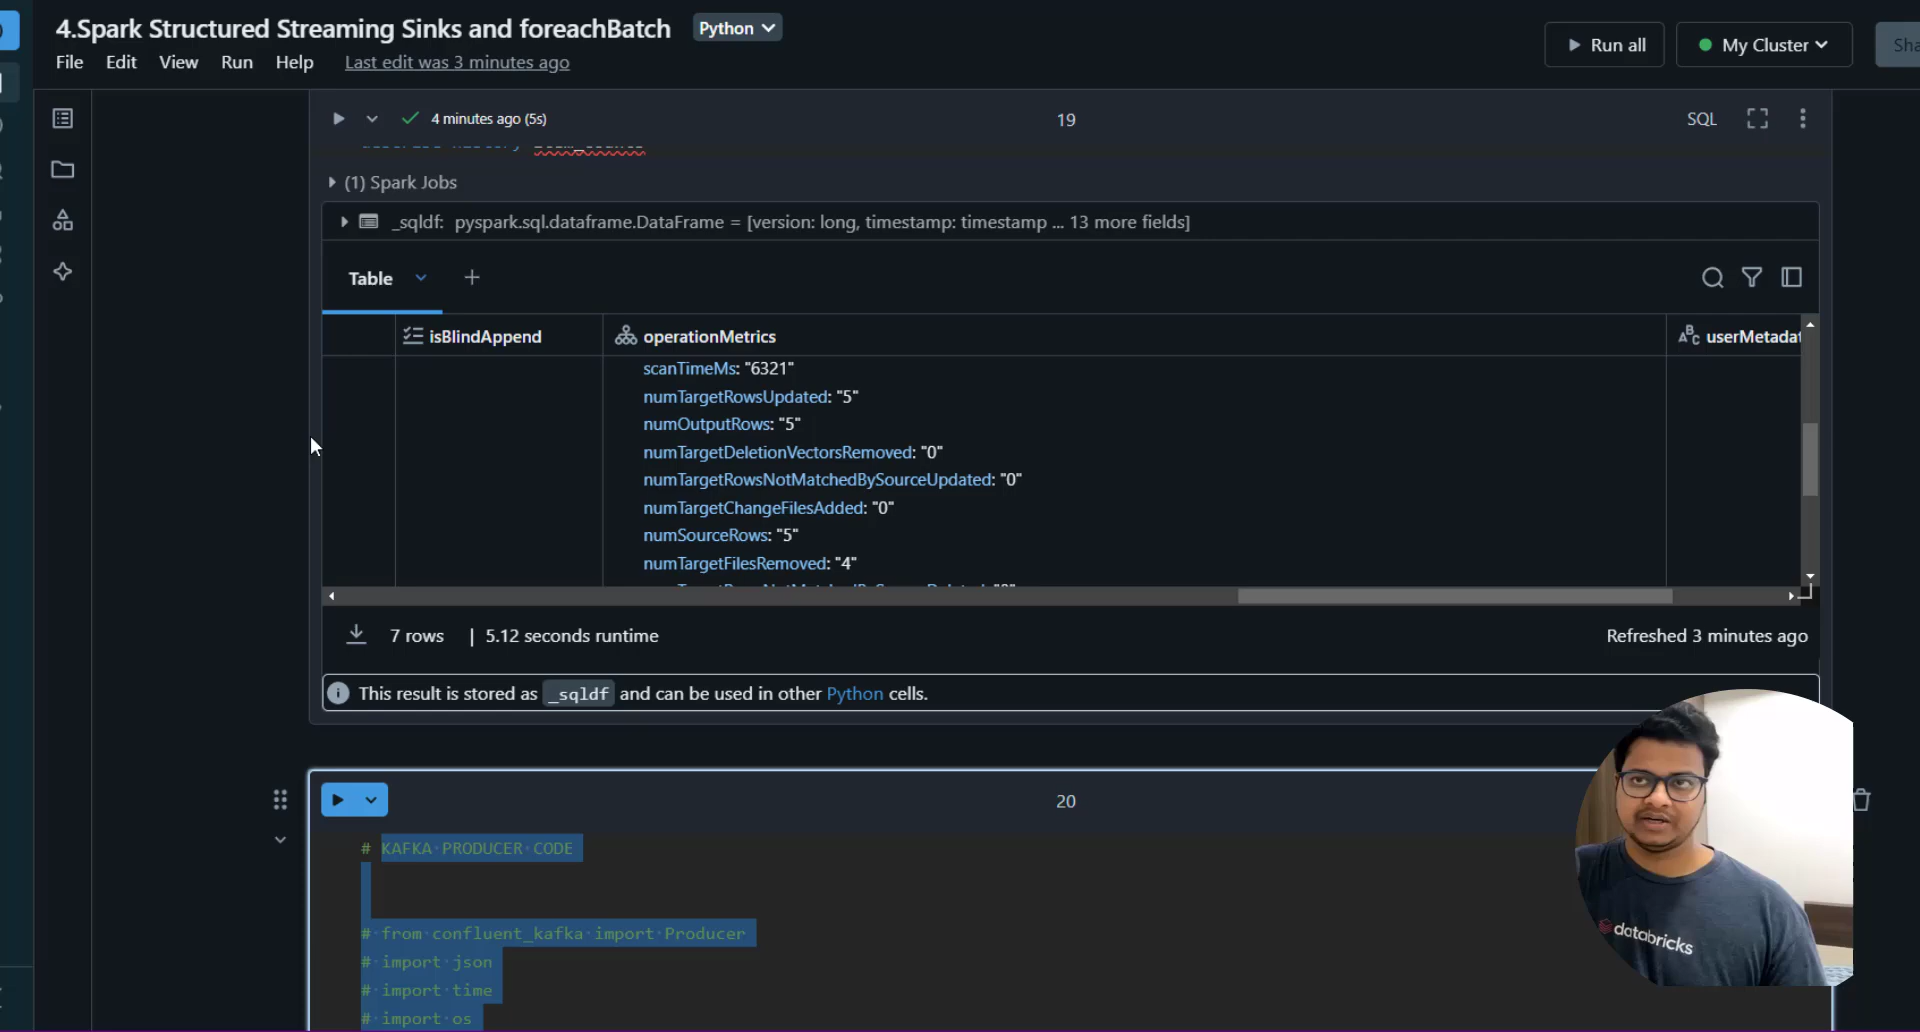 4.Spark Structured Streaming Sinks and foreachBatch
Python
File Edit View Run Help Last edit was 3 minutes ago
Run all
My Cluster
4 minutes ago (5s)
19
SQL
(1) Spark Jobs
_sqldf: pyspark.sql.dataframe.DataFrame = [version: long, timestamp: timestamp ... 13 more fields]
Table
isBlindAppend
operationMetrics
userMetadat
scanTimeMs: "6321"
numTargetRowsUpdated: "5"
numOutputRows: "5"
numTargetDeletionVectorsRemoved: "0"
numTargetRowsNotMatchedBySourceUpdated: "0"
numTargetChangeFilesAdded: "0"
numSourceRows: "5"
numTargetFilesRemoved: "4"
7 rows | 5.12 seconds runtime
Refreshed 3 minutes ago
This result is stored as _sqldf and can be used in other Python cells.
20
# KAFKA PRODUCER CODE
# from confluent_kafka import Producer
# import json
# import time
# import os
databricks